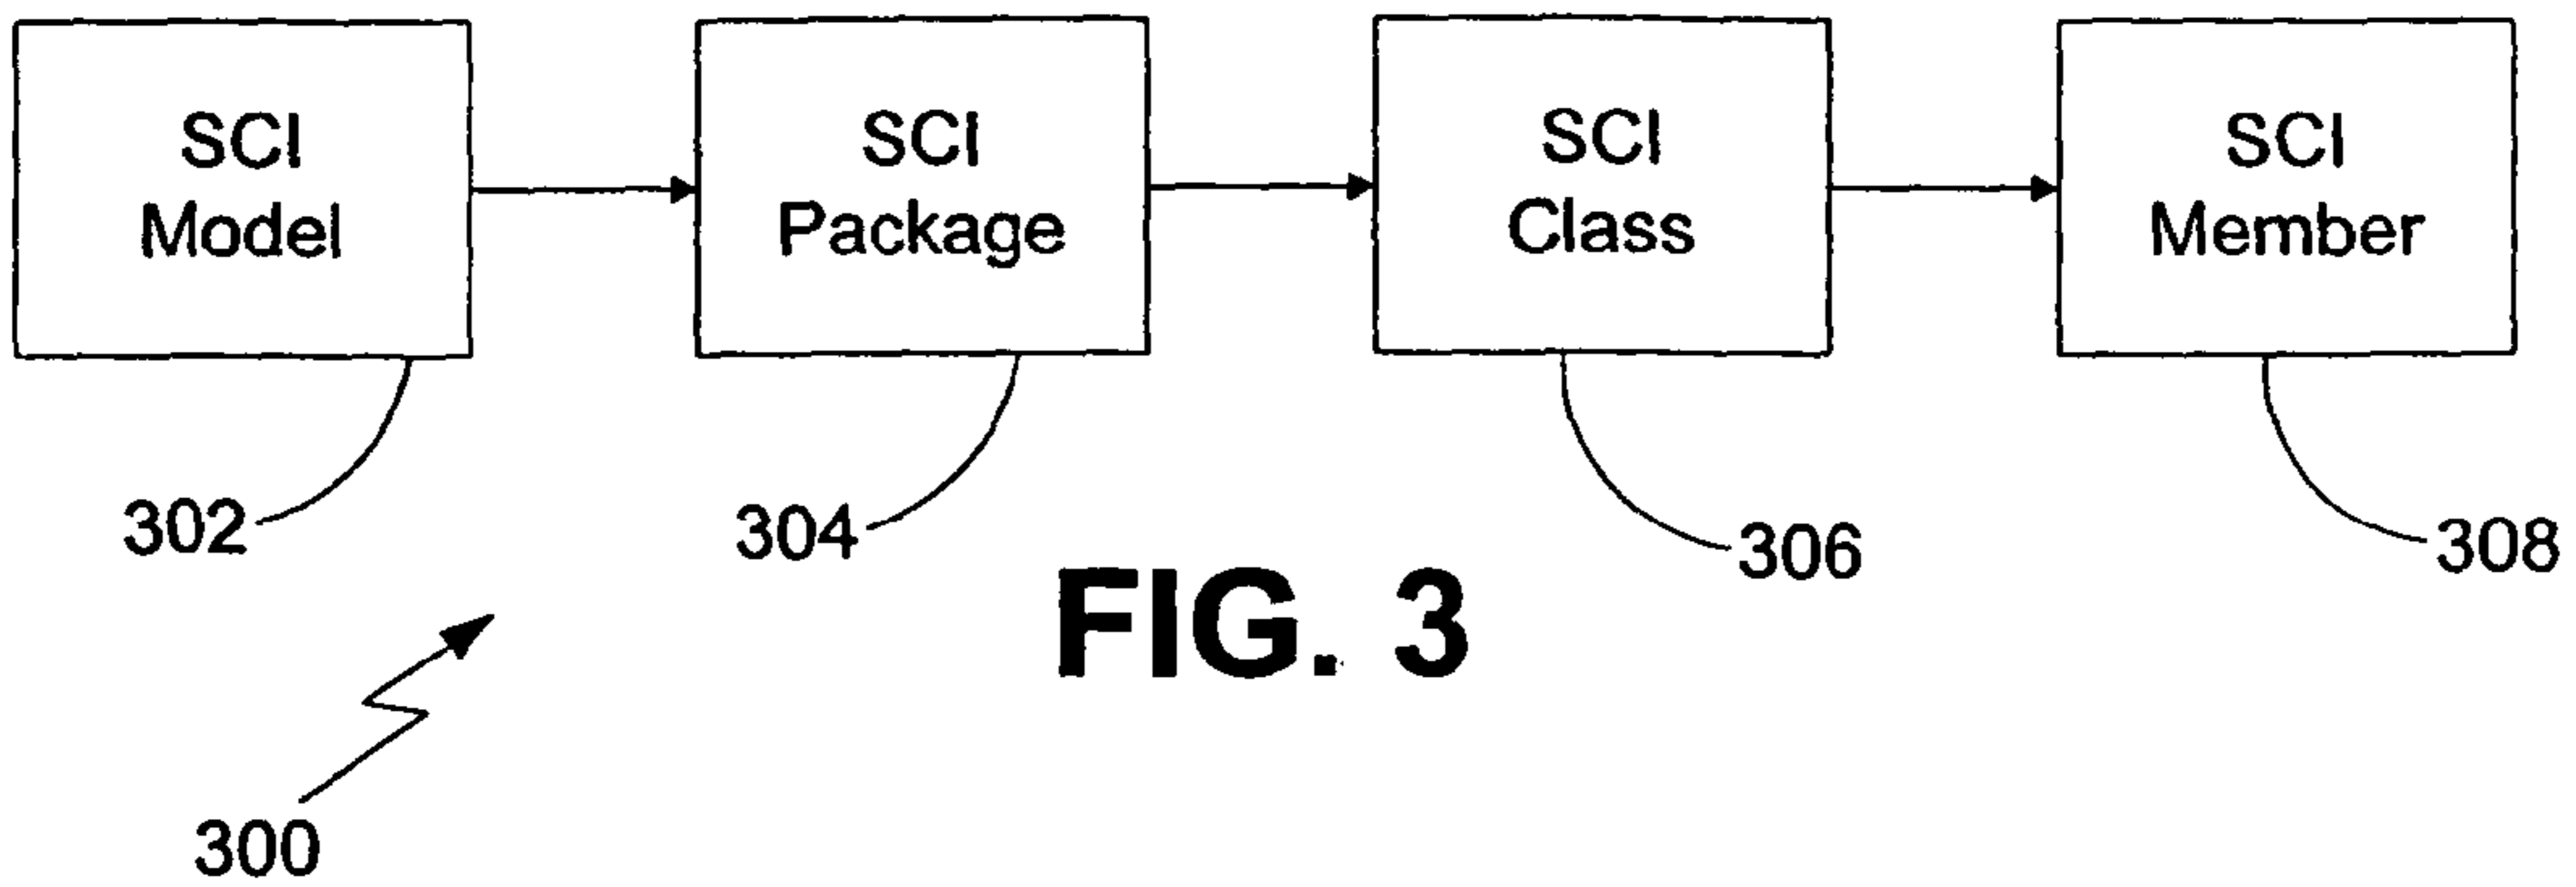 SCI
Model
SCI
Package
SCI
Class
SCI
Member
302
304
306
308
FIG. 3
300